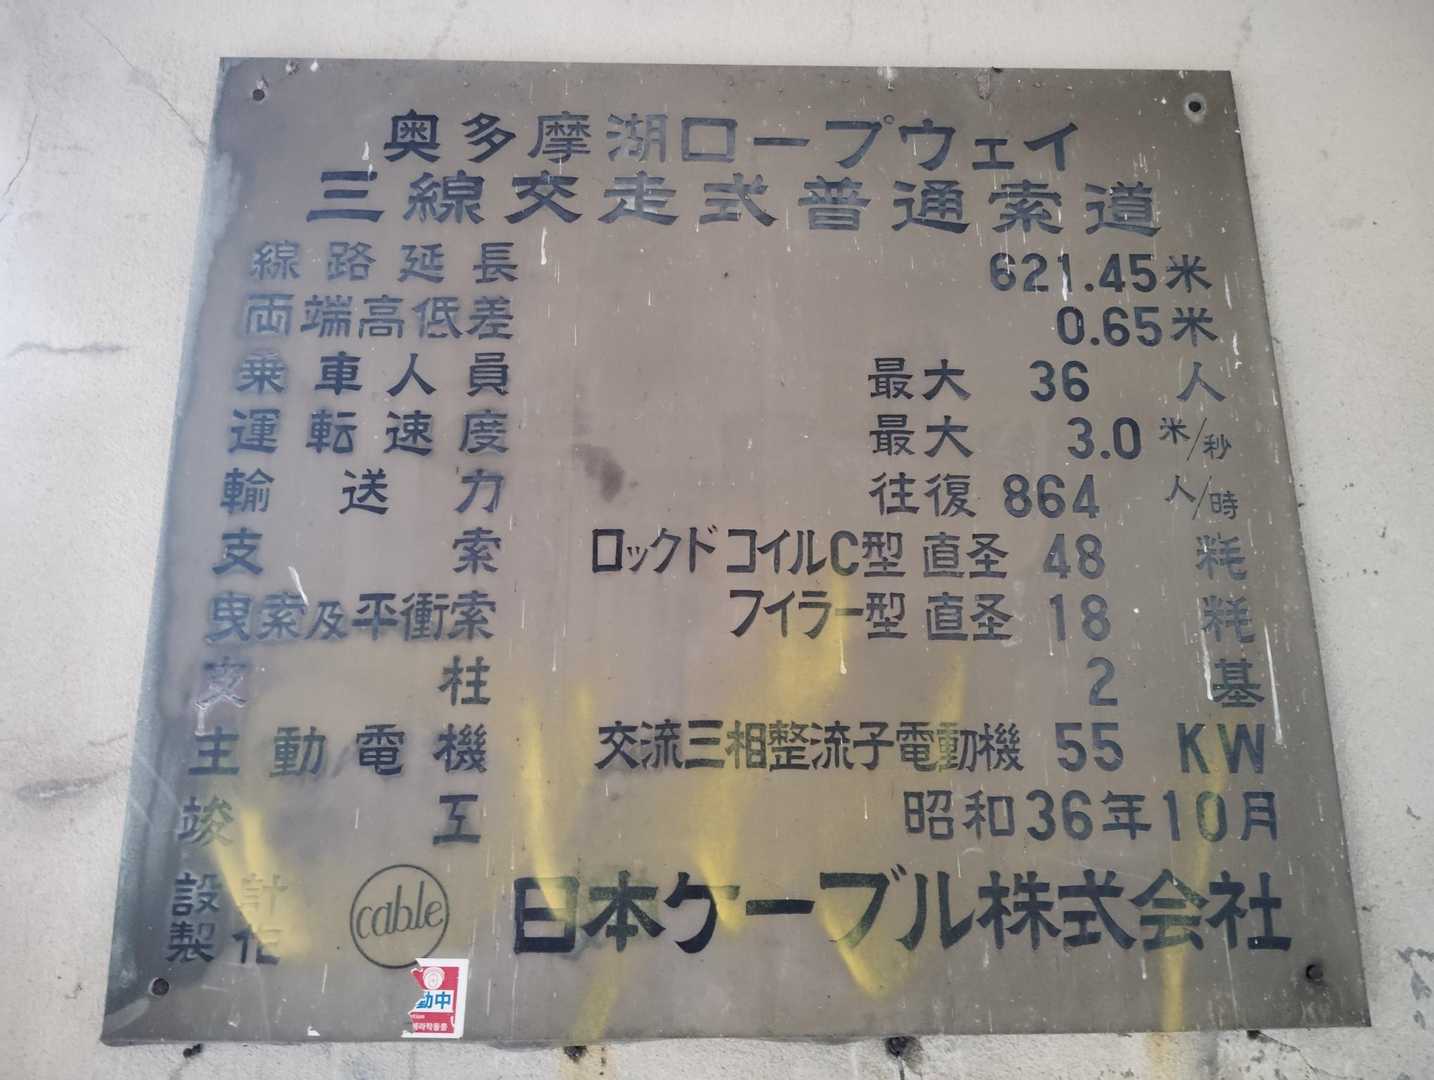 奥多摩湖ロープウェイ
三線交走式普通索道
線路延長 621.45米
両端高低差 0.65米
乗車人員 最大 36 人
運転速度 最大 3.0 米/秒
輸送力 往復 864 人/時
支索 ロックドコイルC型 直圣 48 粍
曳索及平衝索 フイラー型 直圣 18 粍
支柱 2 基
主動電機 交流三相整流子電動機 55 KW
竣工 昭和36年10月
設計
製作 cable 日本ケーブル株式会社
動中